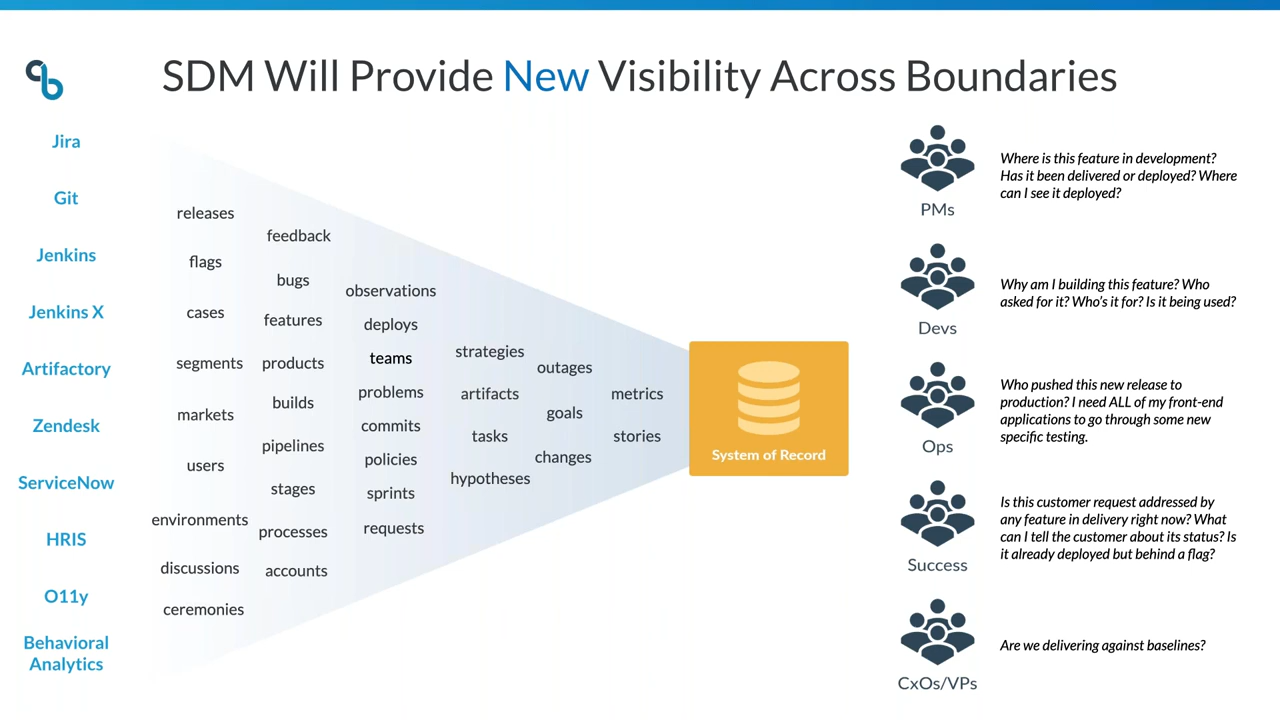 SDM Will Provide New Visibility Across Boundaries
Jira
Git
Jenkins
Jenkins X
Artifactory
Zendesk
ServiceNow
HRIS
O11y
Behavioral
Analytics
releases
flags
cases
segments
markets
users
environments
discussions
ceremonies
feedback
bugs
features
products
builds
pipelines
stages
processes
accounts
observations
deploys
teams
problems
commits
policies
sprints
requests
strategies
artifacts
tasks
hypotheses
outages
goals
changes
metrics
stories
System of Record
PMs
Where is this feature in development?
Has it been delivered or deployed? Where
can I see it deployed?
Devs
Why am I building this feature? Who
asked for it? Who's it for? Is it being used?
Ops
Who pushed this new release to
production? I need ALL of my front-end
applications to go through some new
specific testing.
Success
Is this customer request addressed by
any feature in delivery right now? What
can I tell the customer about its status? Is
it already deployed but behind a flag?
CxOs/VPs
Are we delivering against baselines?